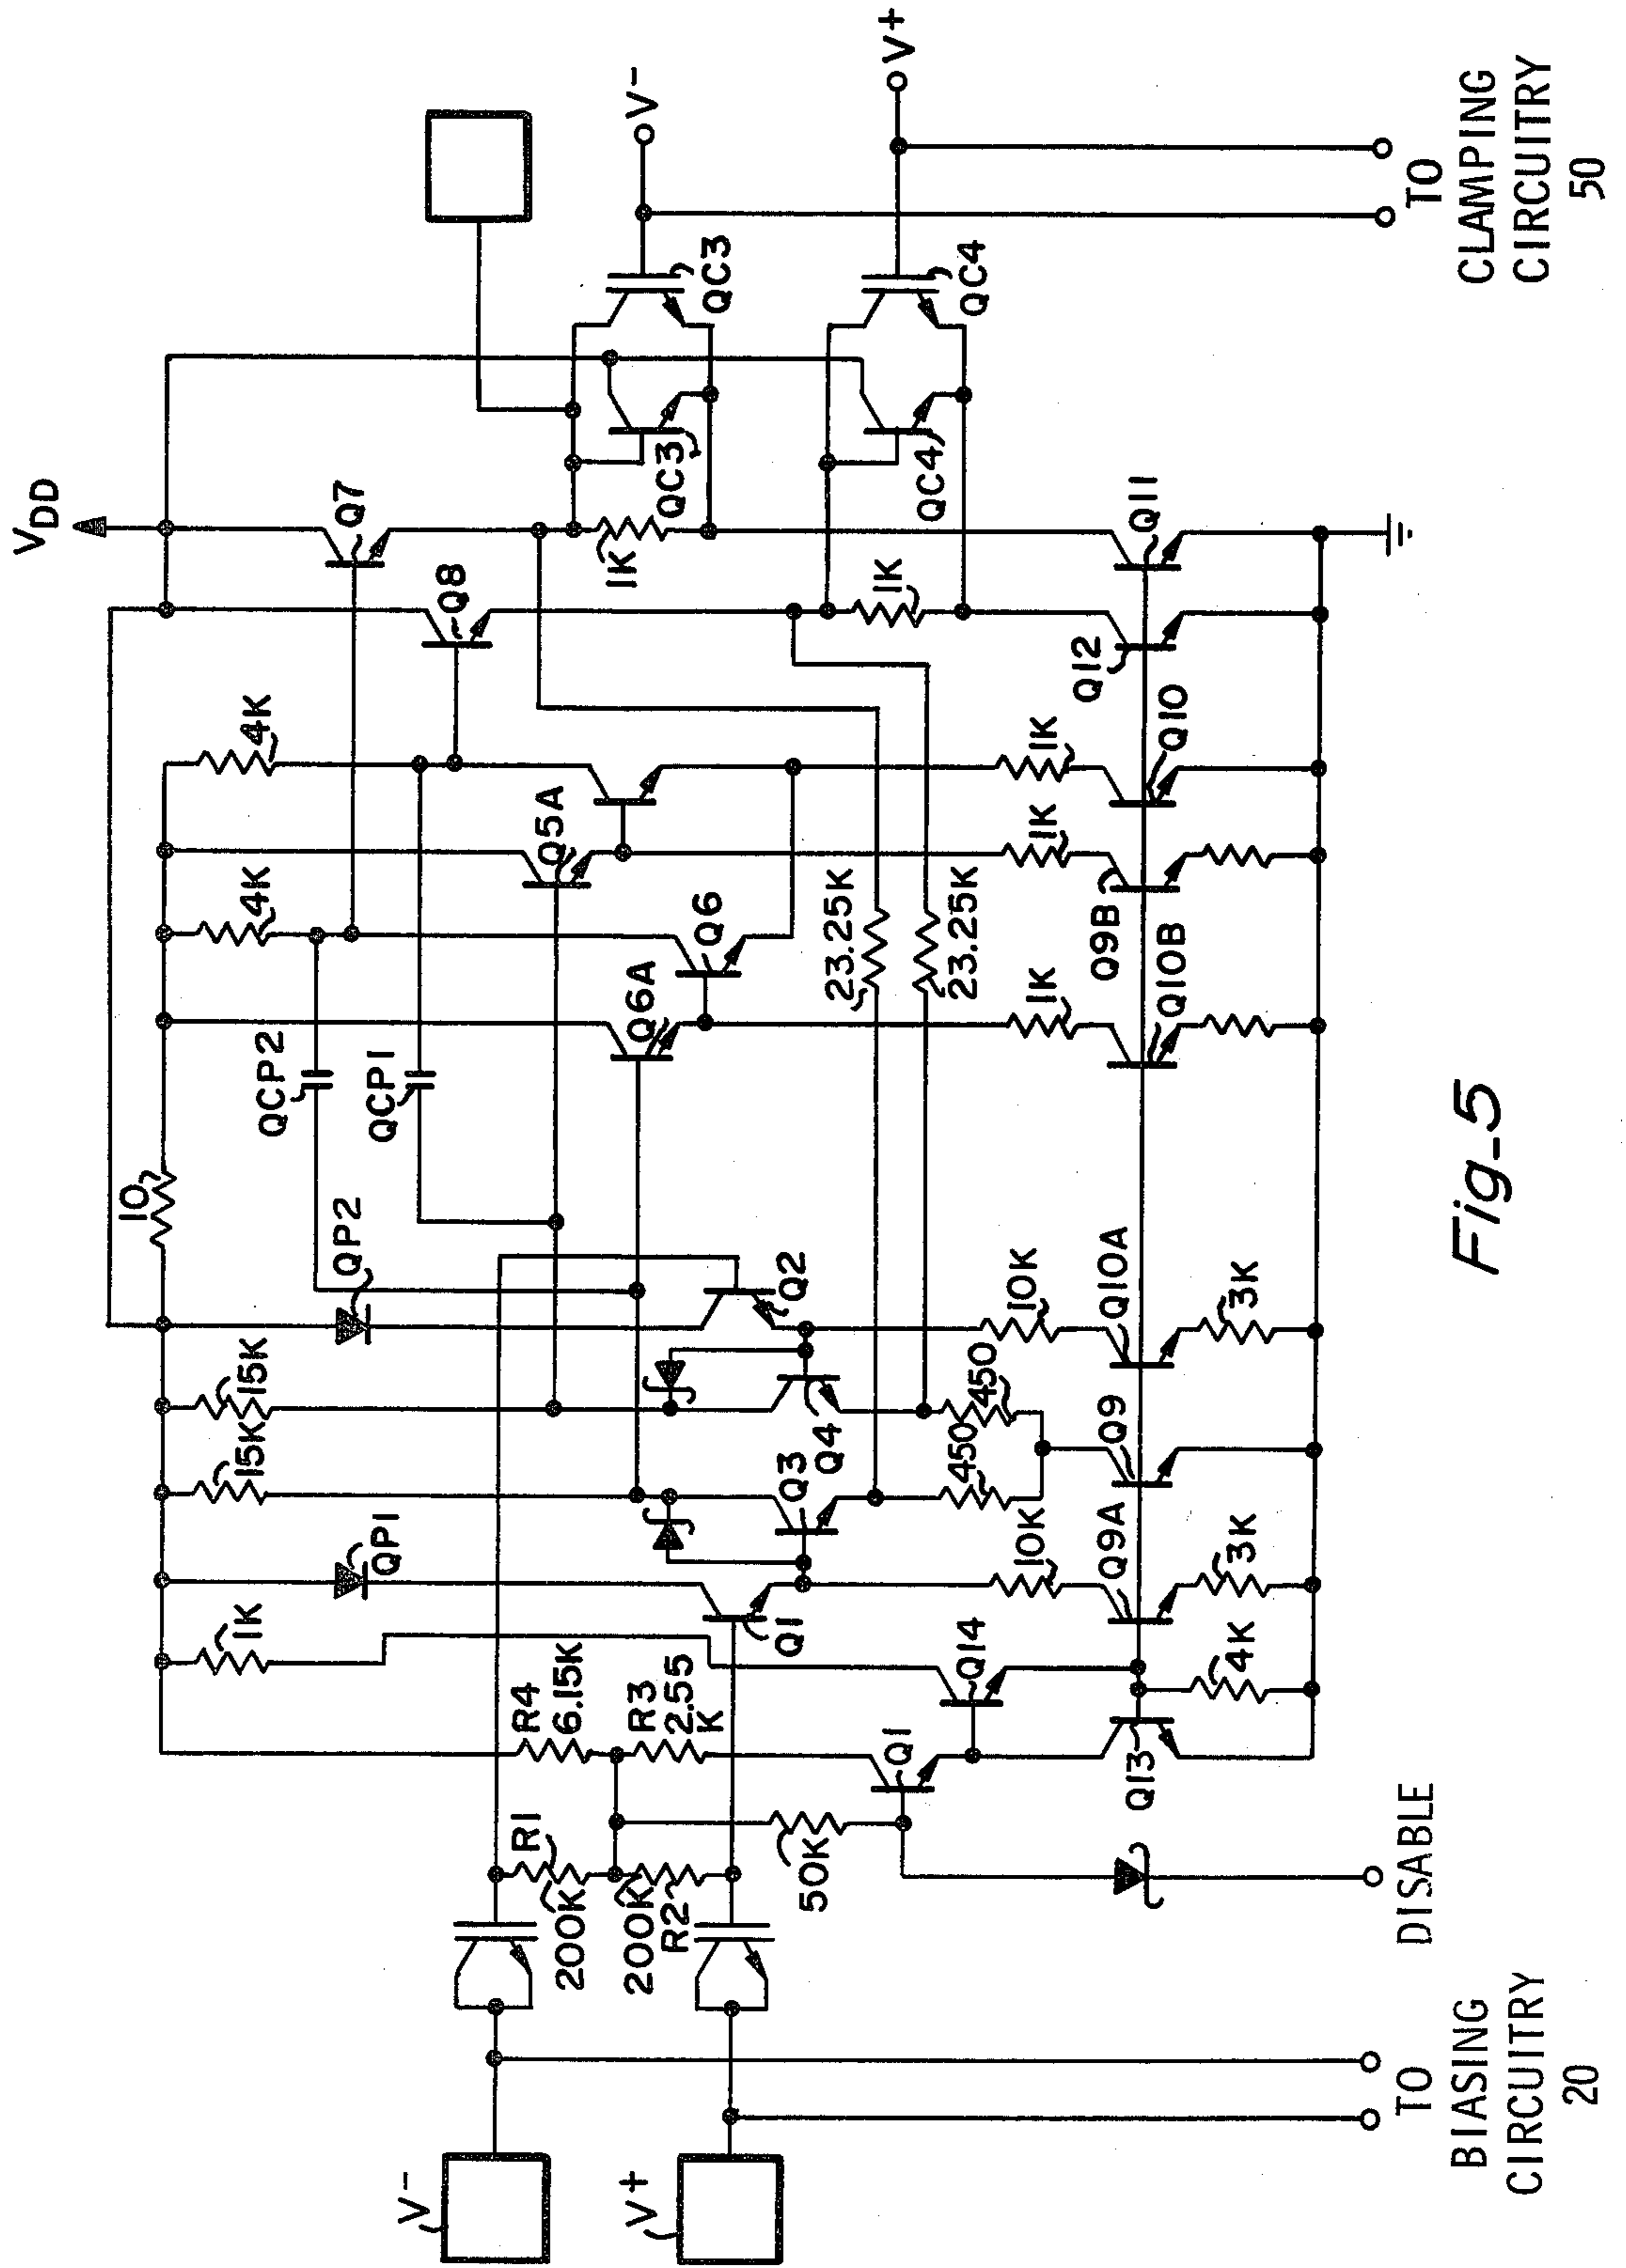 VDD
V-
V+
10
QCP2
QCP1
QP2
QP1
15K
15K
1K
4K
4K
Q7
Q8
Q5A
Q6A
Q6
Q2
Q4
Q3
Q1
QC3
QC3
QC4
QC4
1K
1K
23.25K
23.25K
R4
6.15K
R3
2.55
K
R1
200K
200K
R2
50K
Q1
Q14
Q13
4K
10K
10K
450
450
Q9A
Q9
Q10A
3K
3K
1K
1K
1K
Q10B
Q9B
Q10
Q12
Q11
V-
V+
DISABLE
TO
BIASING
CIRCUITRY
20
TO
CLAMPING
CIRCUITRY
50
Fig_5